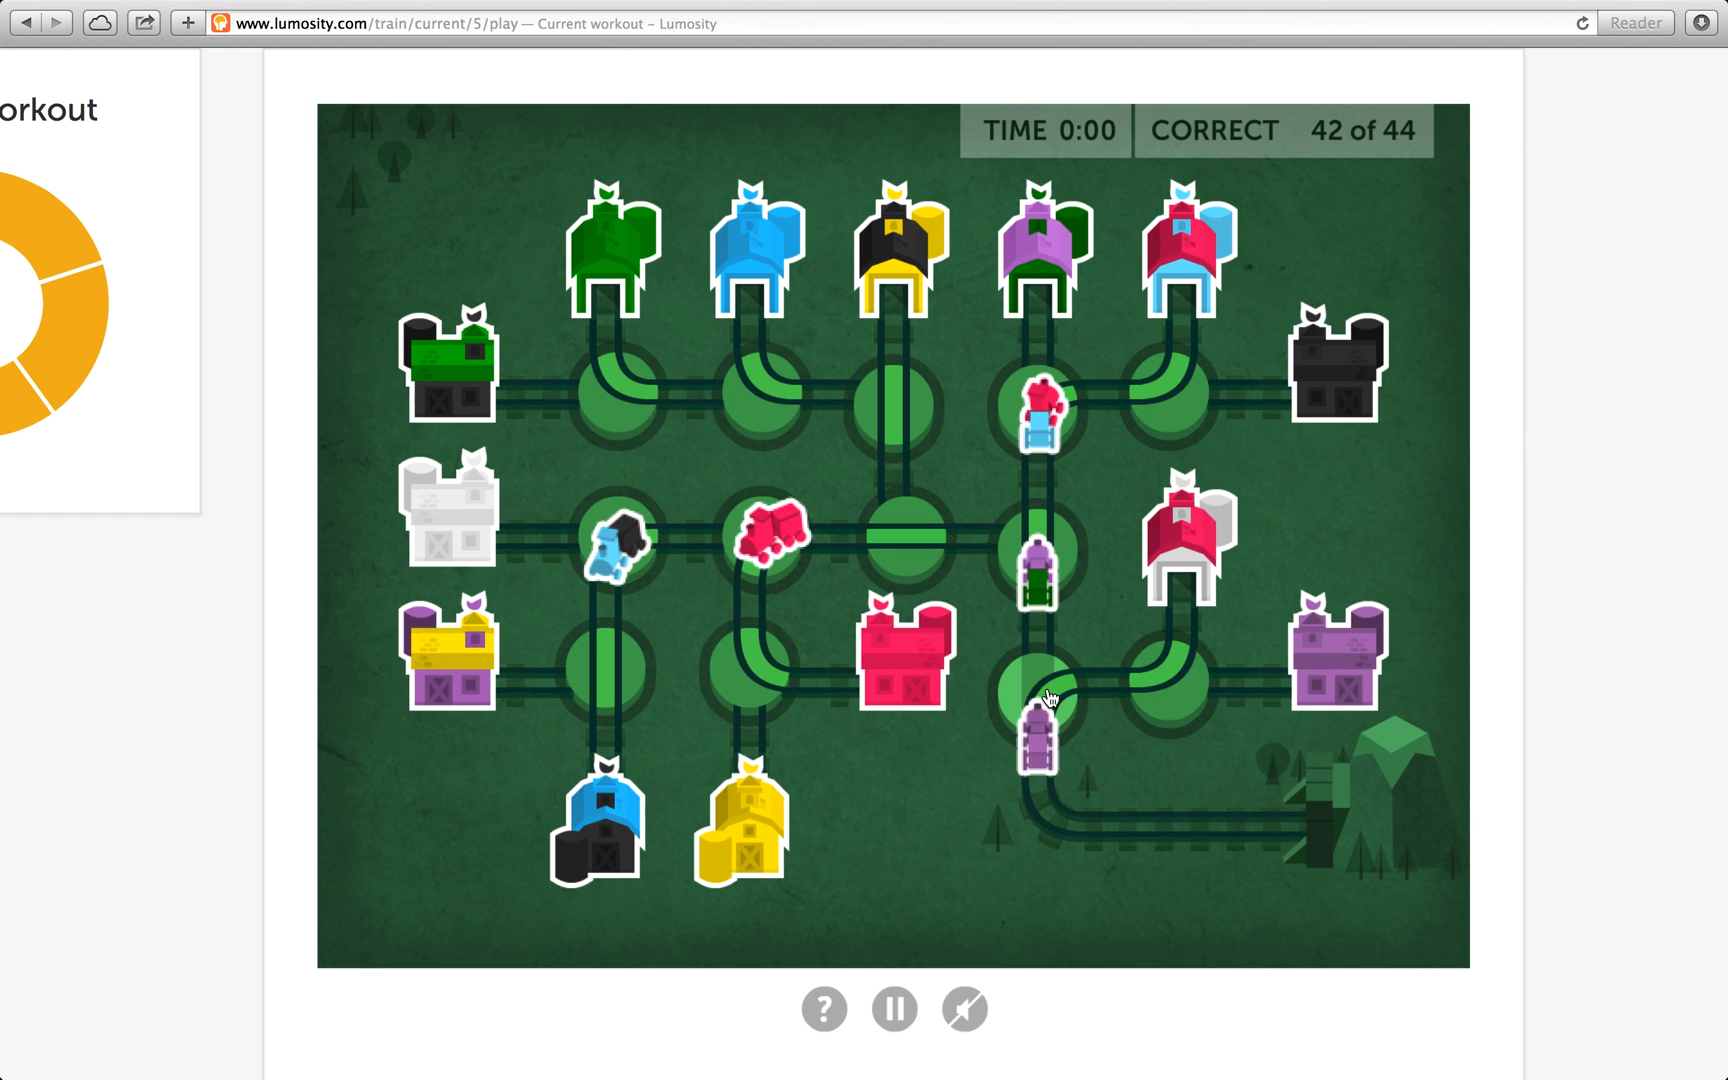 www.lumosity.com/train/current/5/play — Current workout – Lumosity
Reader
orkout
TIME 0:00
CORRECT 42 of 44
?